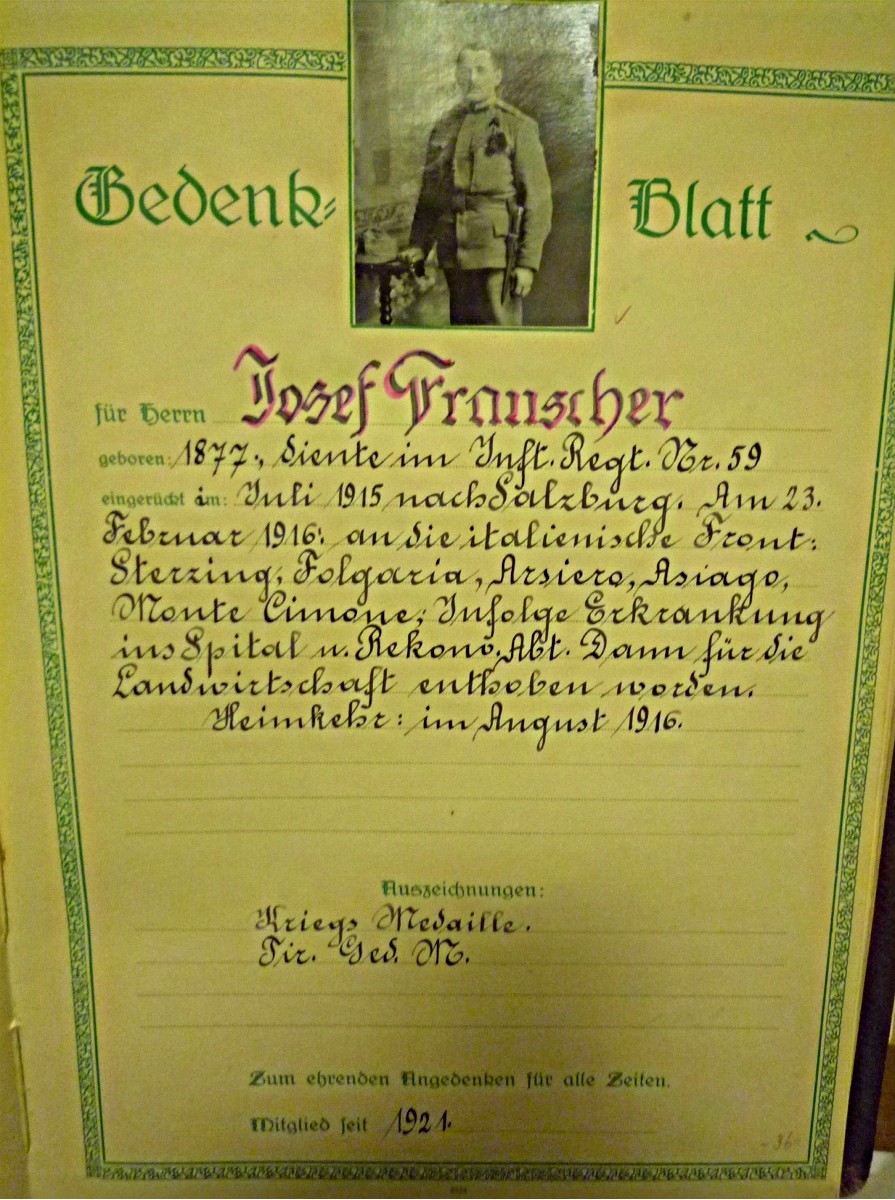 Gedenk- Blatt
für Herrn Josef Frauscher
geboren: 1877., diente im Inft. Regt. Nr. 59
eingerückt im: Juli 1915 nach Salzburg. Am 23.
Februar 1916. an die italienische Front:
Sterzing, Folgaria, Arsiero, Asiago,
Monte Cimone, Infolge Erkrankung
ins Spital u. Rekonv. Abt. Dann für die
Landwirtschaft enthoben worden.
Heimkehr: im August 1916.
Auszeichnungen:
Kriegs Medaille.
Tir. Ged. M.
Zum ehrenden Angedenken für alle Zeiten.
Mitglied seit 1921.
- 36 -